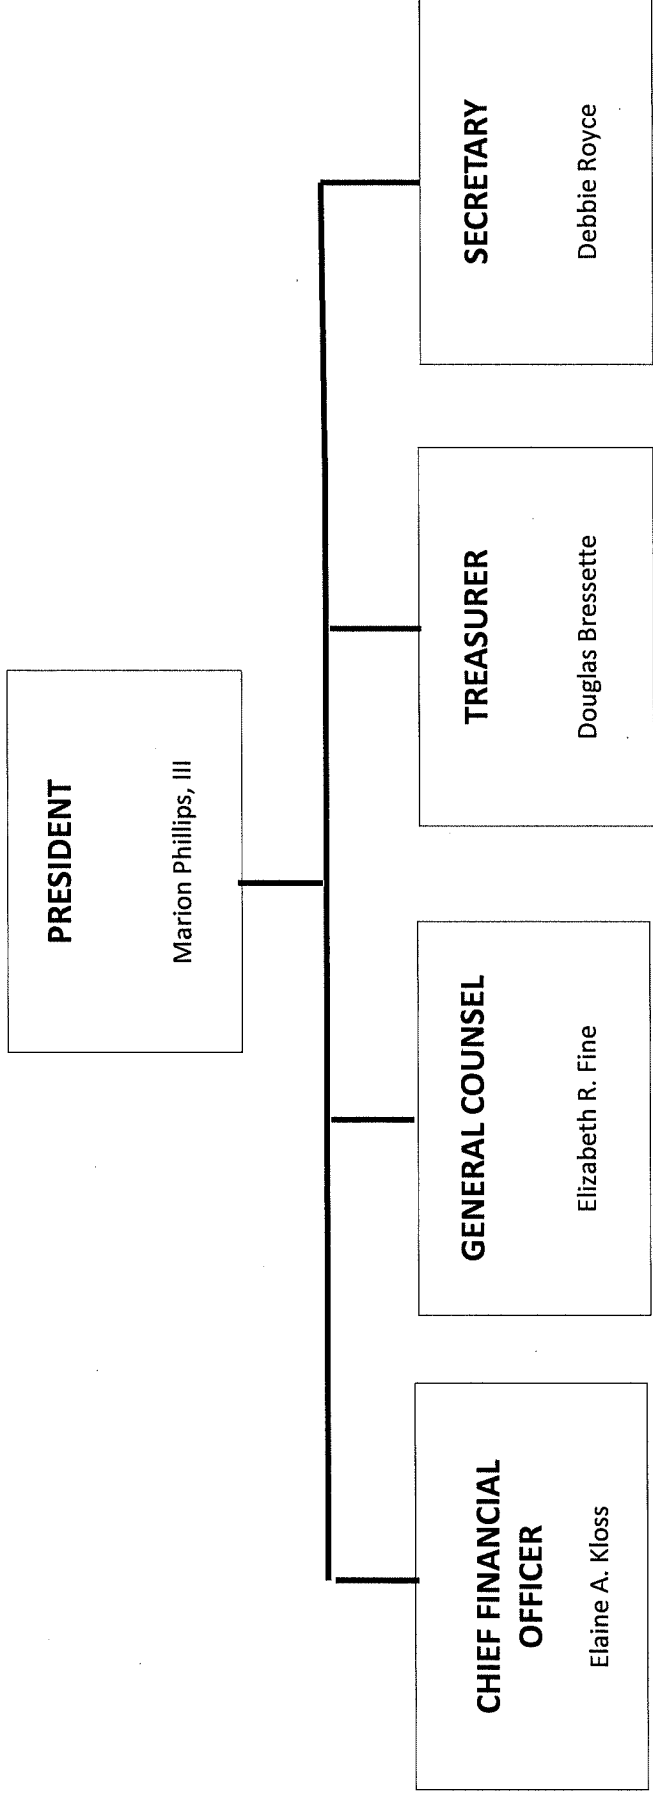 PRESIDENT
Marion Phillips, III
CHIEF FINANCIAL
OFFICER
Elaine A. Kloss
GENERAL COUNSEL
Elizabeth R. Fine
TREASURER
Douglas Bressette
SECRETARY
Debbie Royce